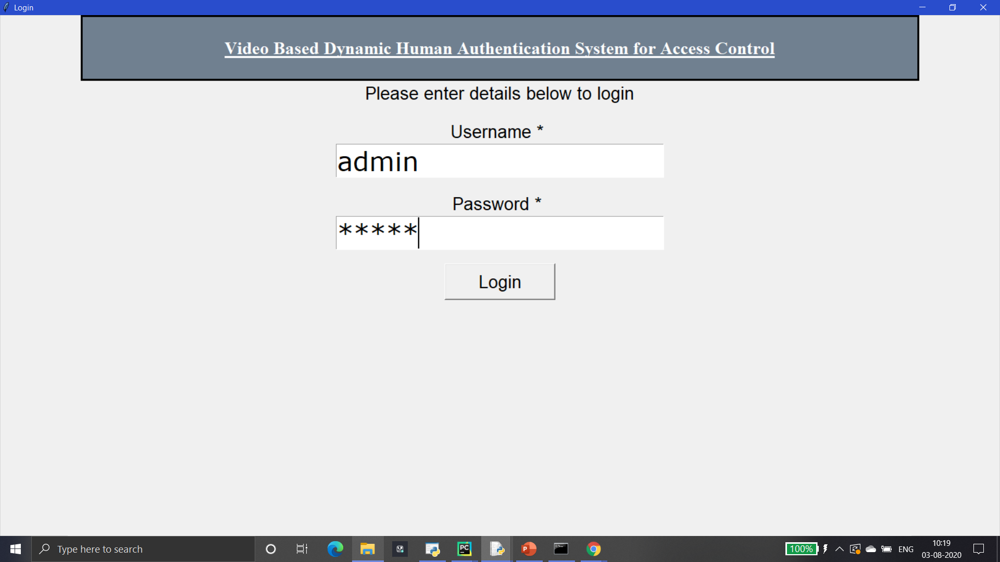 Login
Video Based Dynamic Human Authentication System for Access Control
Please enter details below to login
Username *
admin
Password *
*****
Login
Type here to search
PC
P
100%
ENG
10:19
03-08-2020